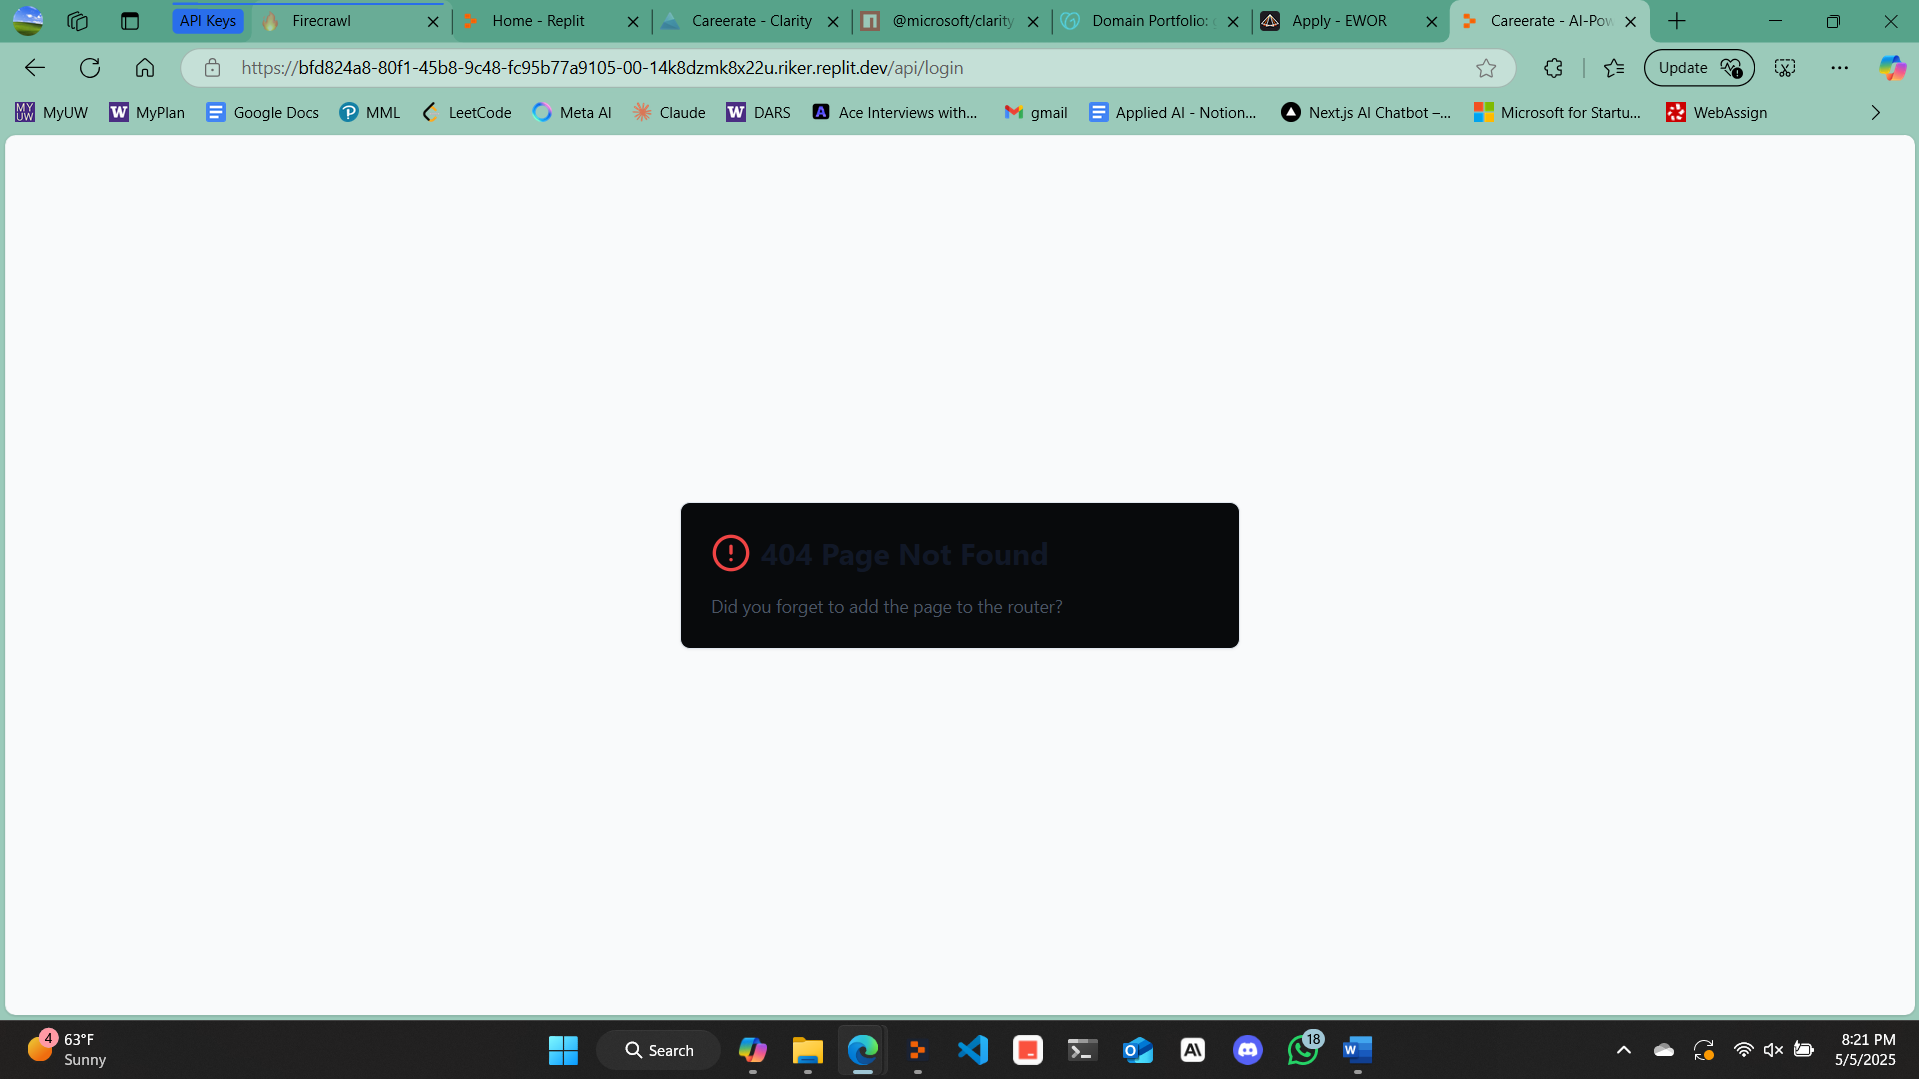 API Keys
Firecrawl
Home - Replit
Careerate - Clarity
@microsoft/clarity
Domain Portfolio:
Apply - EWOR
Careerate - AI-Pow
https://bfd824a8-80f1-45b8-9c48-fc95b77a9105-00-14k8dzmk8x22u.riker.replit.dev/api/login
Update
MyUW
MyPlan
Google Docs
MML
LeetCode
Meta AI
Claude
DARS
Ace Interviews with...
gmail
Applied AI - Notion...
Next.js AI Chatbot –...
Microsoft for Startu...
WebAssign
404 Page Not Found
Did you forget to add the page to the router?
4
63°F
Sunny
Search
18
8:21 PM
5/5/2025